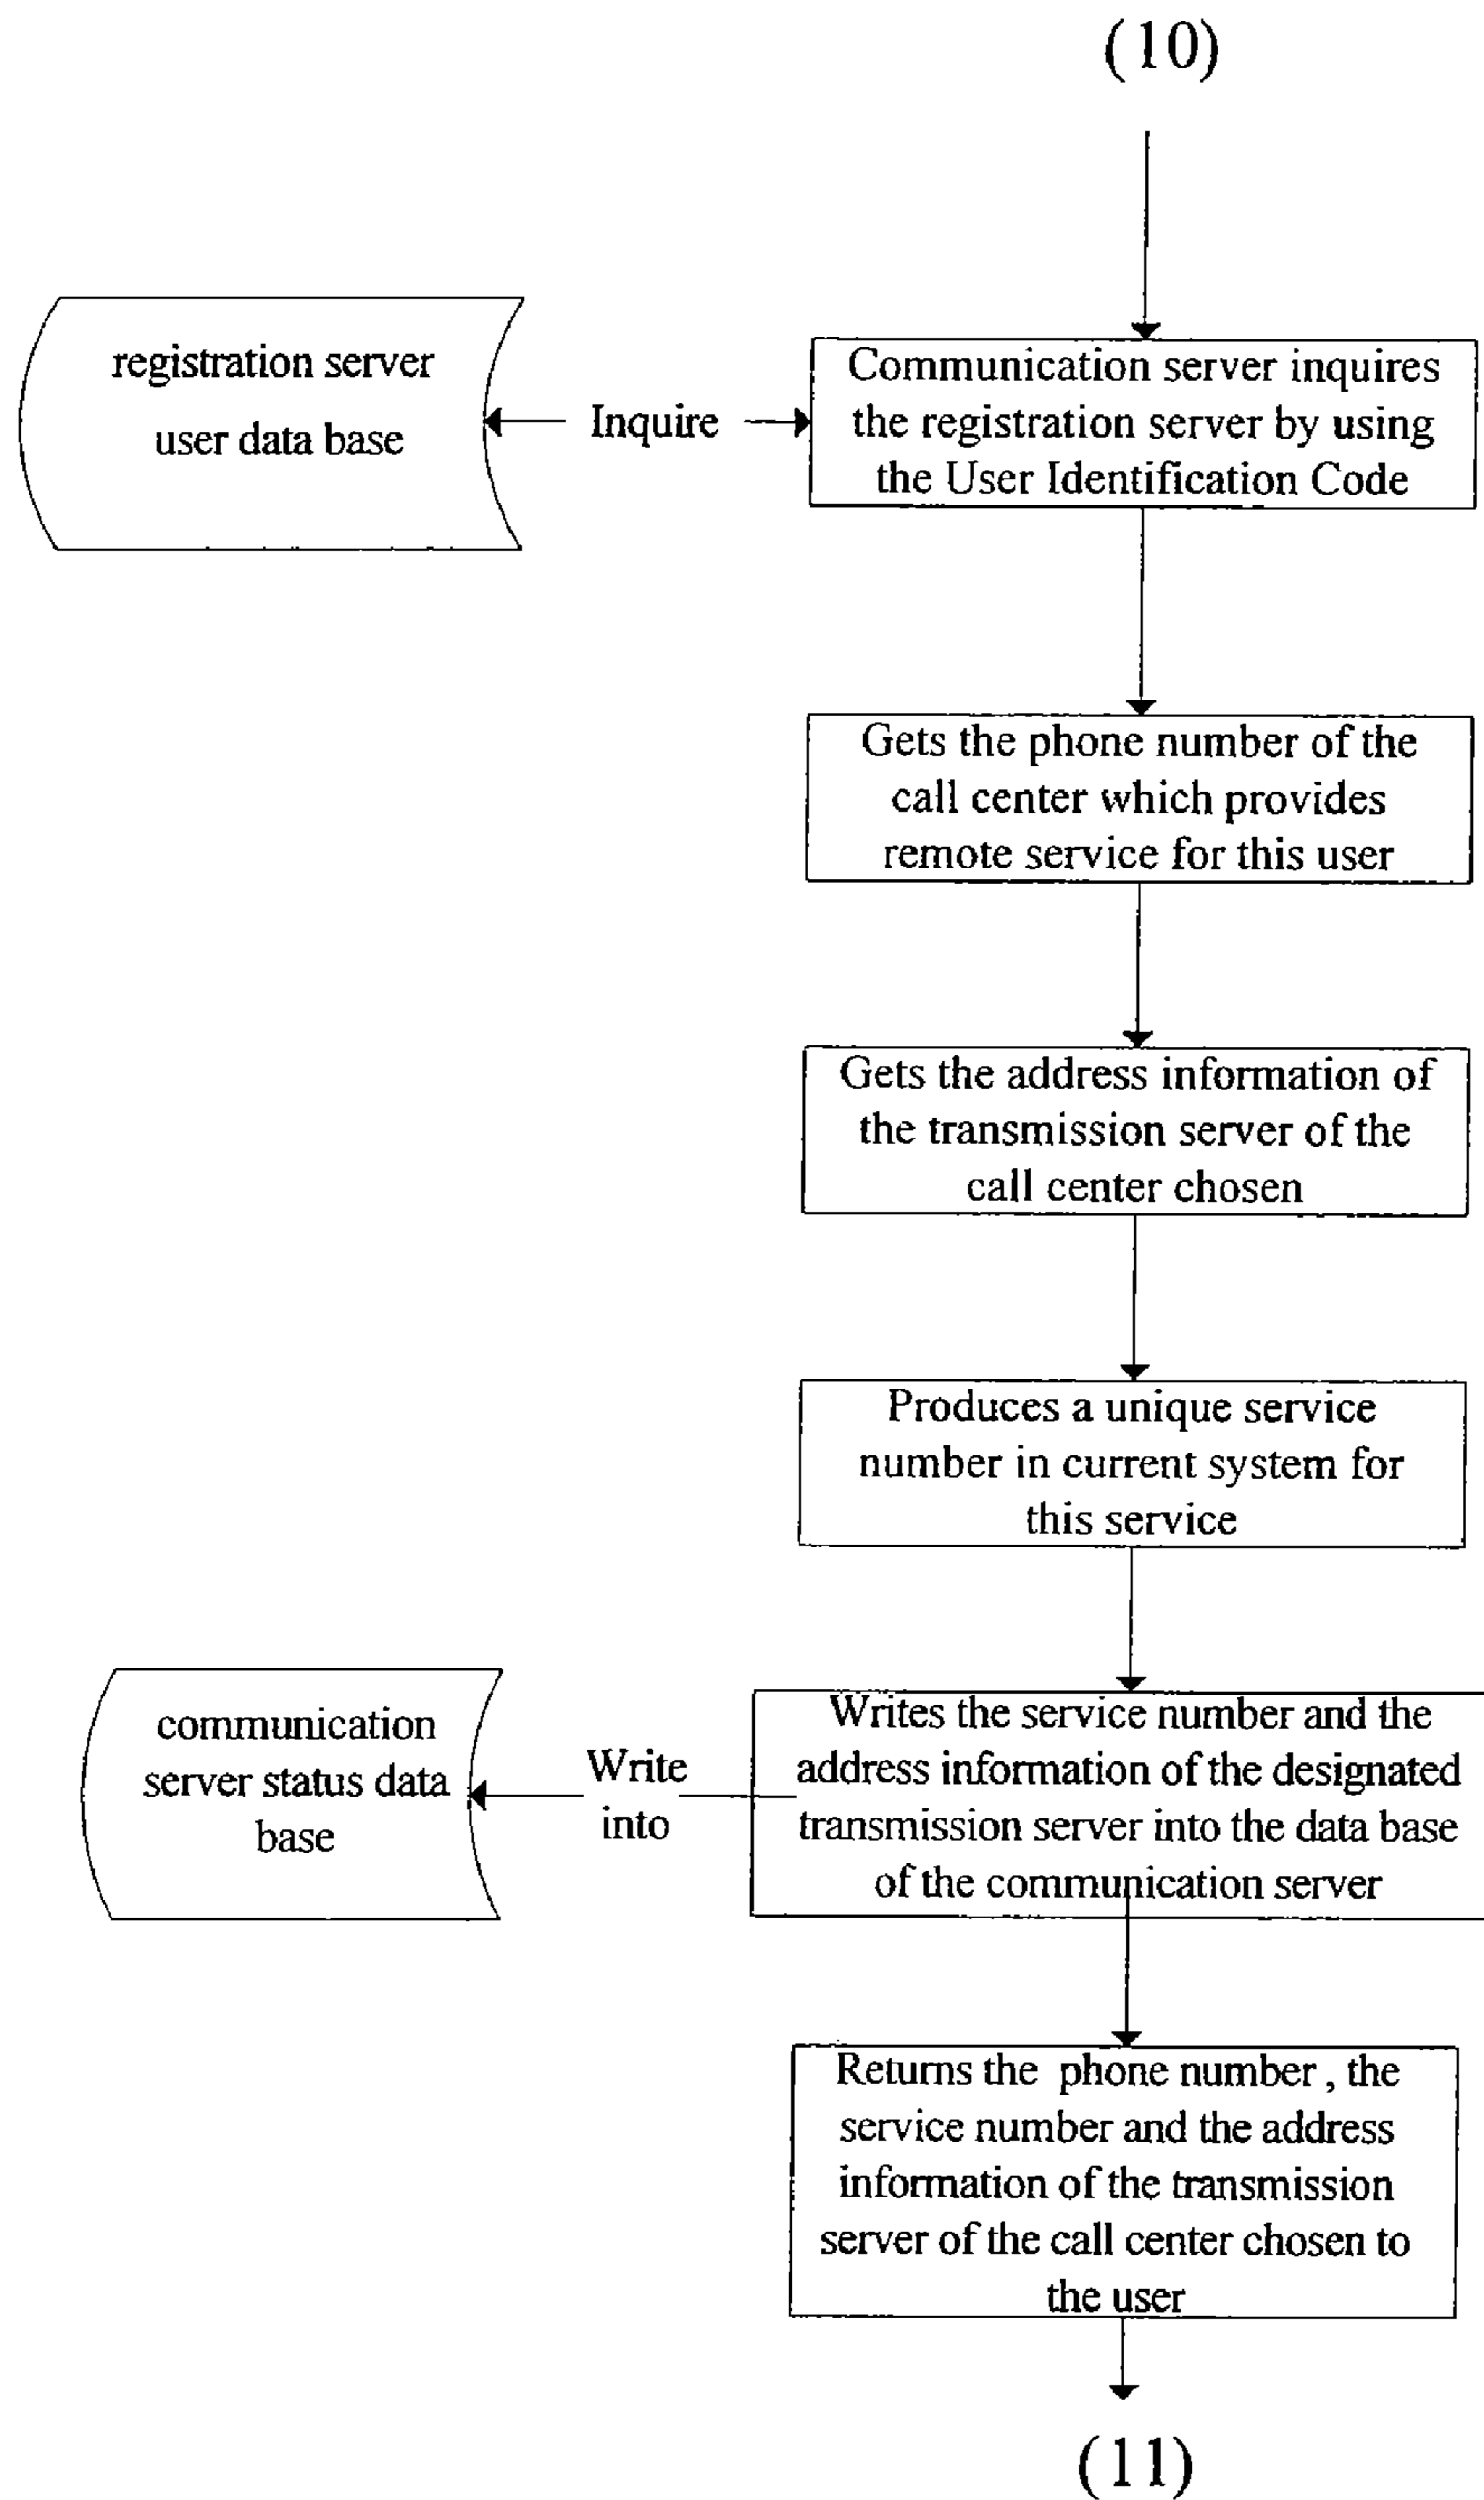 (10)
registration server
user data base
Inquire
Communication server inquires
the registration server by using
the User Identification Code
Gets the phone number of the
call center which provides
remote service for this user
Gets the address information of
the transmission server of the
call center chosen
Produces a unique service
number in current system for
this service
communication
server status data
base
Write
into
Writes the service number and the
address information of the designated
transmission server into the data base
of the communication server
Returns the phone number , the
service number and the address
information of the transmission
server of the call center chosen to
the user
(11)